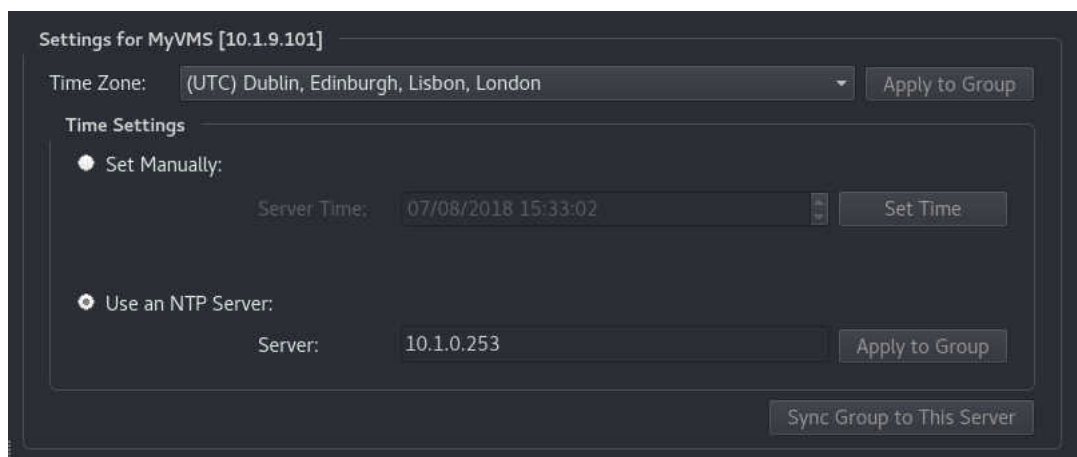 Settings for MyVMS [10.1.9.101]
Time Zone: (UTC) Dublin, Edinburgh, Lisbon, London Apply to Group
Time Settings
Set Manually:
Server Time: 07/08/2018 15:33:02 Set Time
Use an NTP Server:
Server: 10.1.0.253 Apply to Group
Sync Group to This Server